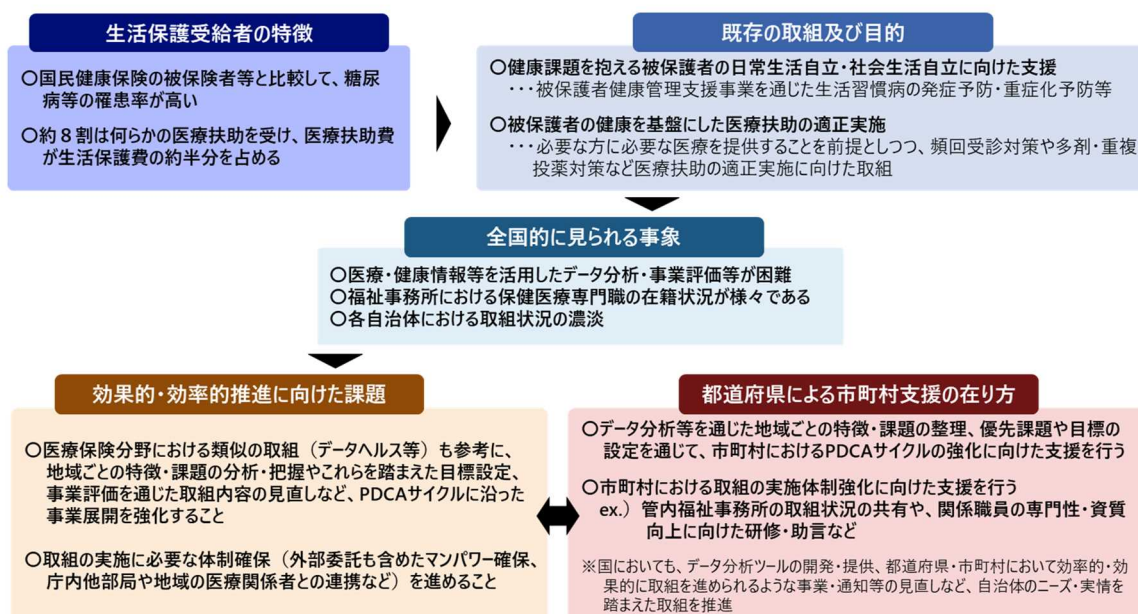 生活保護受給者の特徴
○国民健康保険の被保険者等と比較して、糖尿
病等の罹患率が高い
○約８割は何らかの医療扶助を受け、医療扶助費
が生活保護費の約半分を占める
既存の取組及び目的
○健康課題を抱える被保護者の日常生活自立・社会生活自立に向けた支援
・・・被保護者健康管理支援事業を通じた生活習慣病の発症予防・重症化予防等
○被保護者の健康を基盤にした医療扶助の適正実施
・・・必要な方に必要な医療を提供することを前提としつつ、頻回受診対策や多剤・重複
投薬対策など医療扶助の適正実施に向けた取組
全国的に見られる事象
○医療・健康情報等を活用したデータ分析・事業評価等が困難
○福祉事務所における保健医療専門職の在籍状況が様々である
○各自治体における取組状況の濃淡
効果的・効率的推進に向けた課題
○医療保険分野における類似の取組（データヘルス等）も参考に、
地域ごとの特徴・課題の分析・把握やこれらを踏まえた目標設定、
事業評価を通じた取組内容の見直しなど、PDCAサイクルに沿った
事業展開を強化すること
○取組の実施に必要な体制確保（外部委託も含めたマンパワー確保、
庁内他部局や地域の医療関係者との連携など）を進めること
都道府県による市町村支援の在り方
○データ分析等を通じた地域ごとの特徴・課題の整理、優先課題や目標の
設定を通じて、市町村におけるPDCAサイクルの強化に向けた支援を行う
○市町村における取組の実施体制強化に向けた支援を行う
ex.）管内福祉事務所の取組状況の共有や、関係職員の専門性・資質
向上に向けた研修・助言など
※国においても、データ分析ツールの開発・提供、都道府県・市町村において効率的・効
果的に取組を進められるような事業・通知等の見直しなど、自治体のニーズ・実情を
踏まえた取組を推進